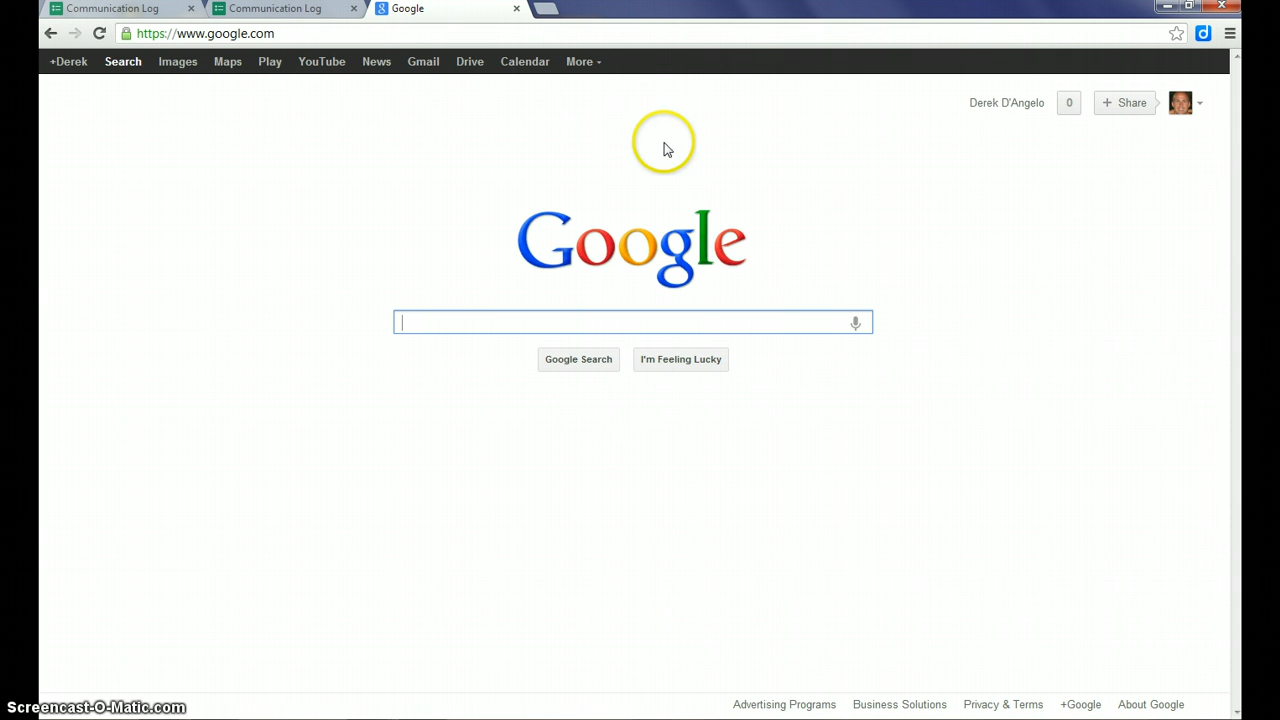 Communication Log
Communication Log
Google
https://www.google.com
+Derek Search Images Maps Play YouTube News Gmail Drive Calendar More
Derek D'Angelo 0 + Share
Google
Google Search I'm Feeling Lucky
Advertising Programs Business Solutions Privacy & Terms +Google About Google
Screencast-O-Matic.com